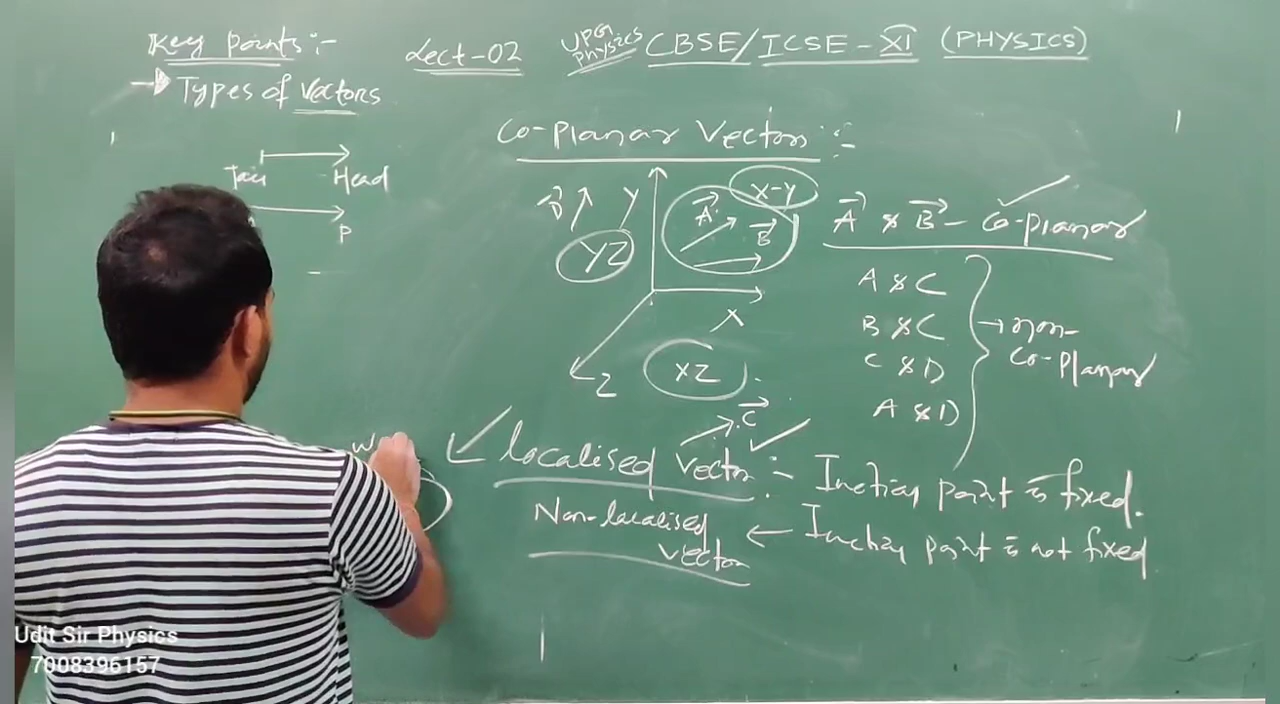 Key points :-
Lect-02
UPG Physics
CBSE/ICSE - XI (PHYSICS)
→ Types of Vectors
Co-Planar Vectors :-
Tail Head
P
D Y
YZ
X-Y
A
B
X
Z
XZ
C
A & B - Co-planar
A & C
B & C
C & D
A & D
→ non-
Co-planar
localised vector :- Initial point is fixed.
Non-localised
vector
← Initial point is not fixed
Udit Sir Physics
7008396157